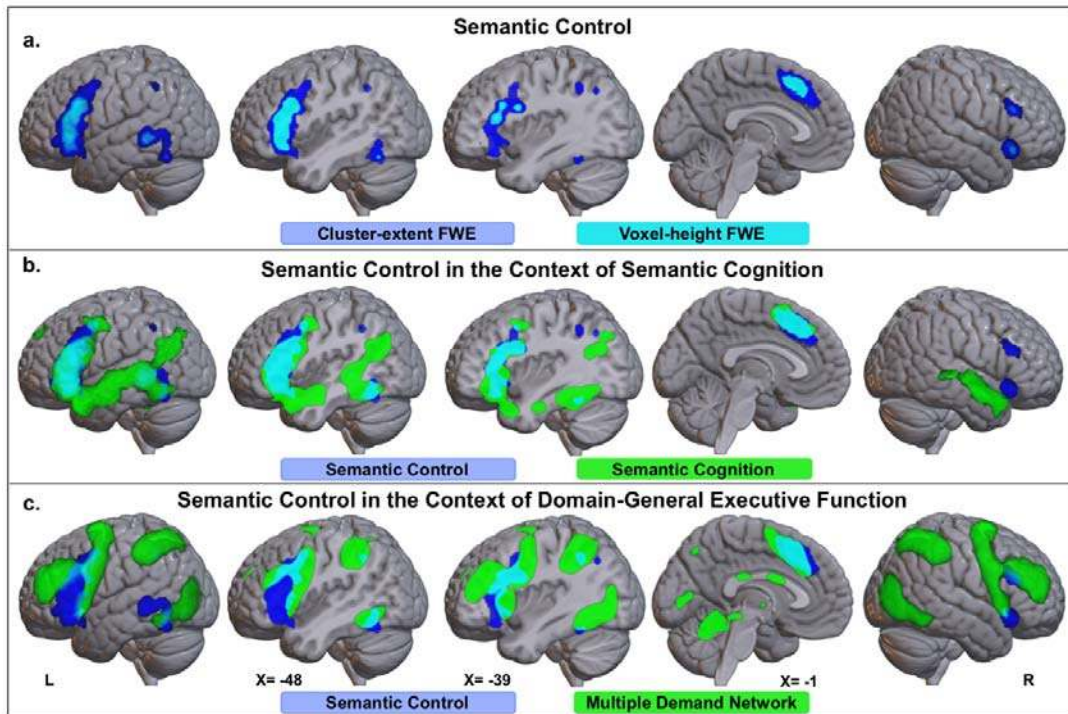 a.
Semantic Control
Cluster-extent FWE
Voxel-height FWE
b.
Semantic Control in the Context of Semantic Cognition
Semantic Control
Semantic Cognition
c.
Semantic Control in the Context of Domain-General Executive Function
L
X= -48
X= -39
X= -1
R
Semantic Control
Multiple Demand Network